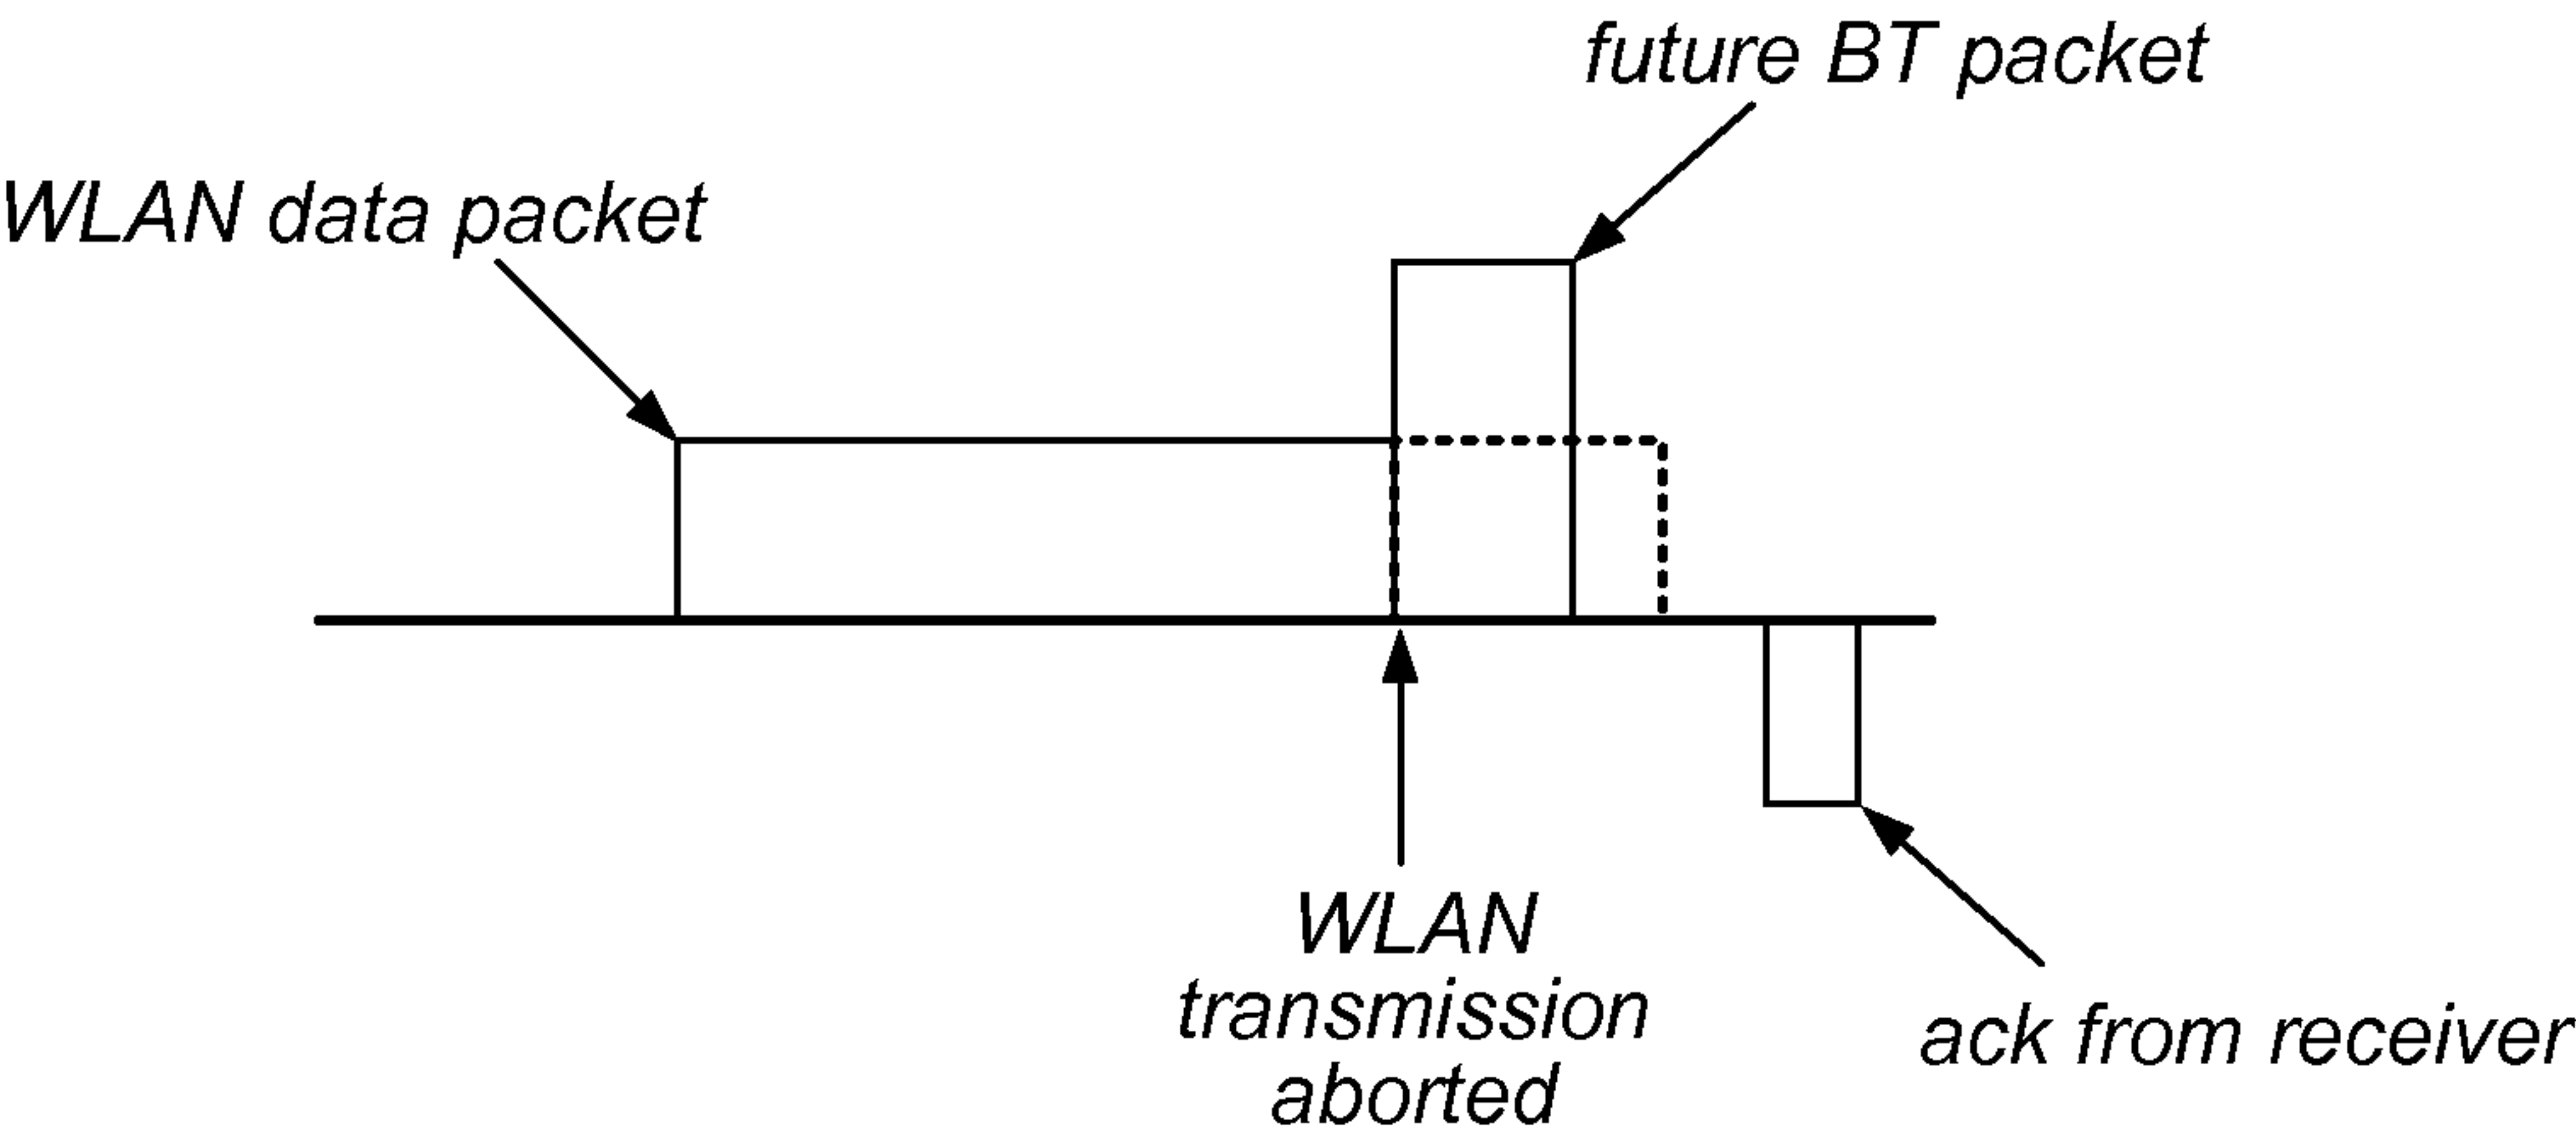 future BT packet
WLAN data packet
WLAN
transmission
aborted
ack from receiver